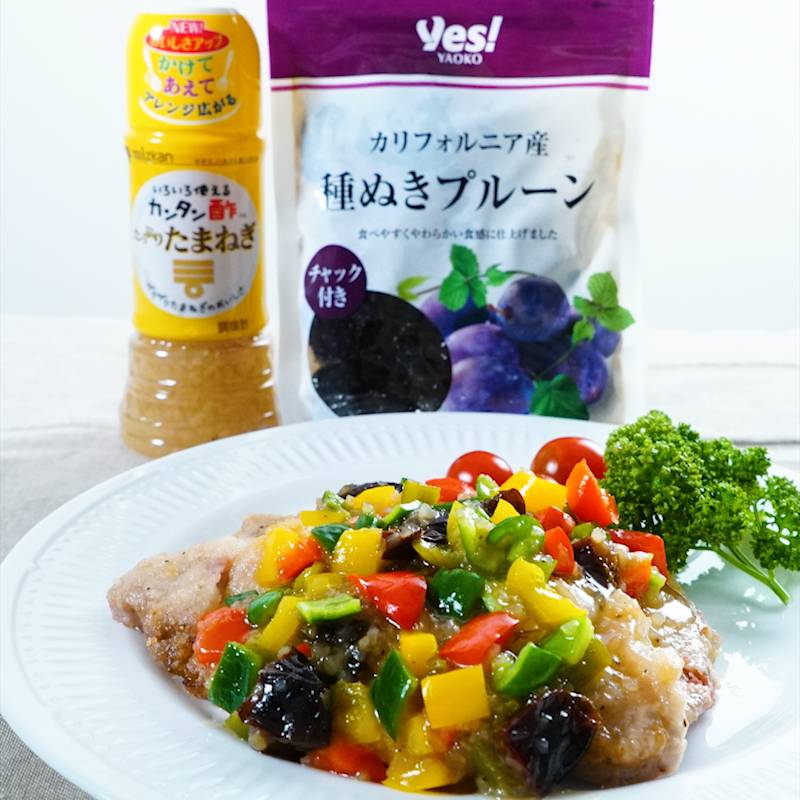 NEW!
おいしさアップ
かけて
あえて
アレンジ広がる
mizkan
いろいろ使える
カンタン酢
たまねぎ
調味酢
yes!
YAOKO
カリフォルニア産
種ぬきプルーン
食べやすくやわらかい食感に仕上げました
チャック
付き